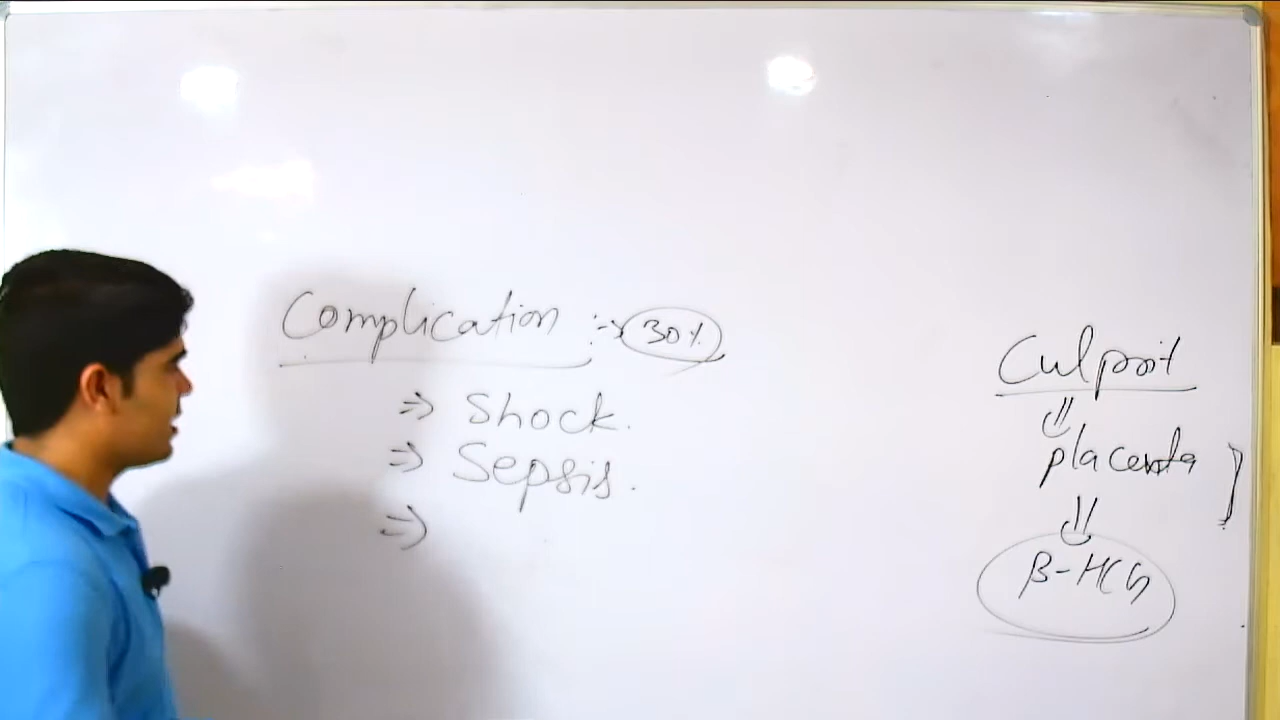 Complication :→ 30%
⇒ Shock.
⇒ Sepsis.
⇒
Culprit
⇓
placenta
⇓
β-HCG